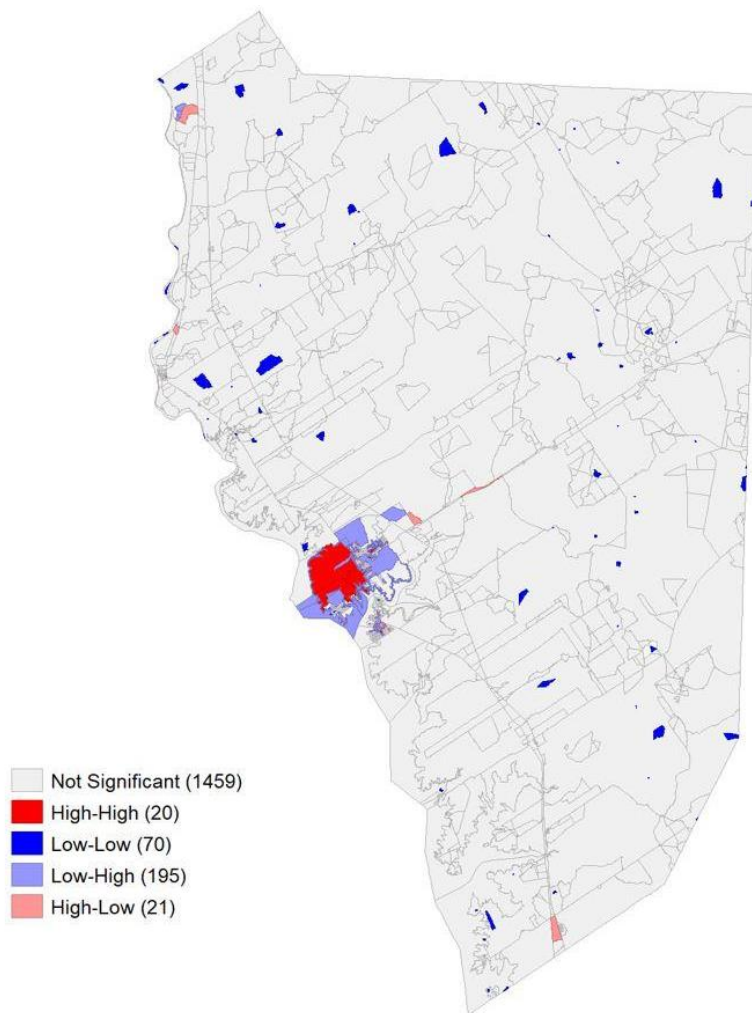 Not Significant (1459)
High-High (20)
Low-Low (70)
Low-High (195)
High-Low (21)